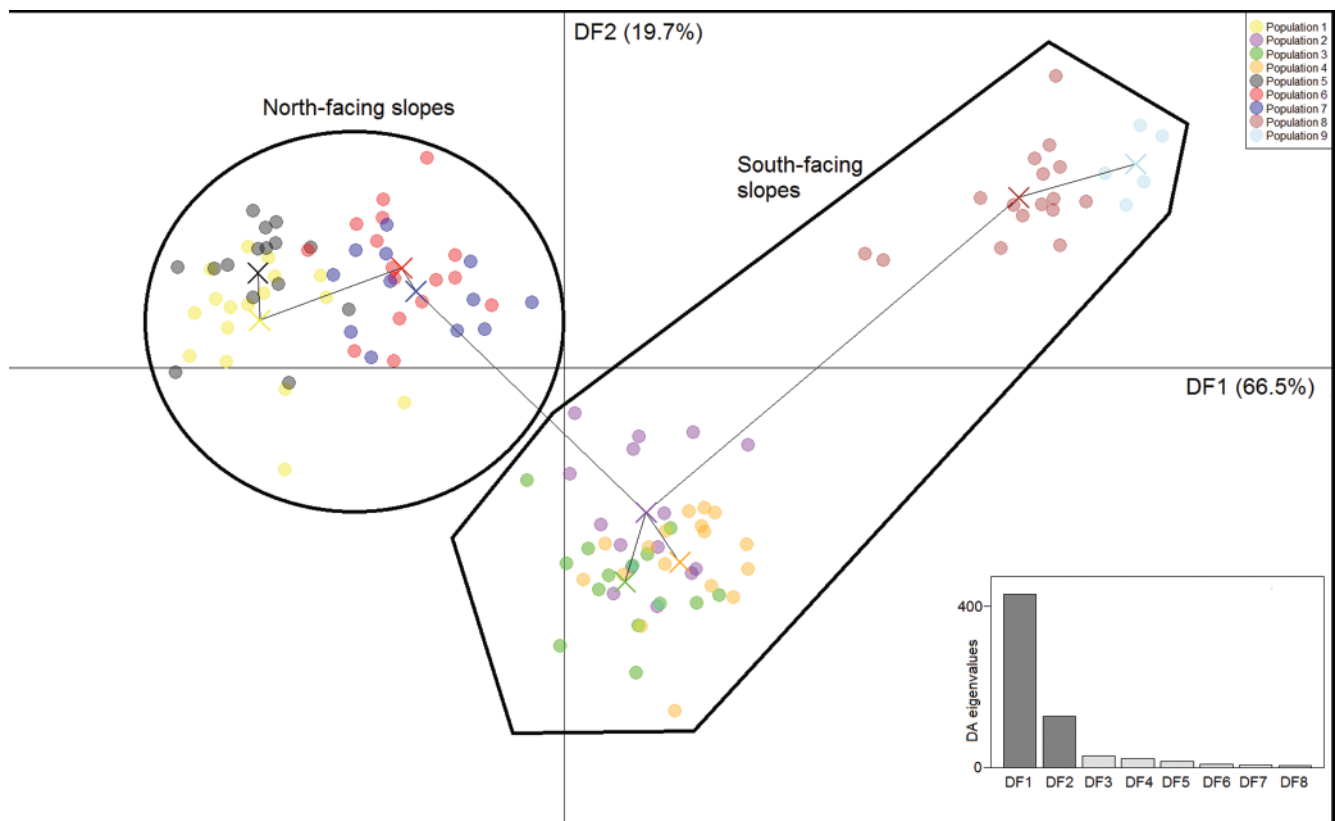 DF2 (19.7%)
Population 1
Population 2
Population 3
Population 4
Population 5
Population 6
Population 7
Population 8
Population 9
North-facing slopes
South-facing
slopes
DF1 (66.5%)
DA eigenvalues
400
0
DF1 DF2 DF3 DF4 DF5 DF6 DF7 DF8